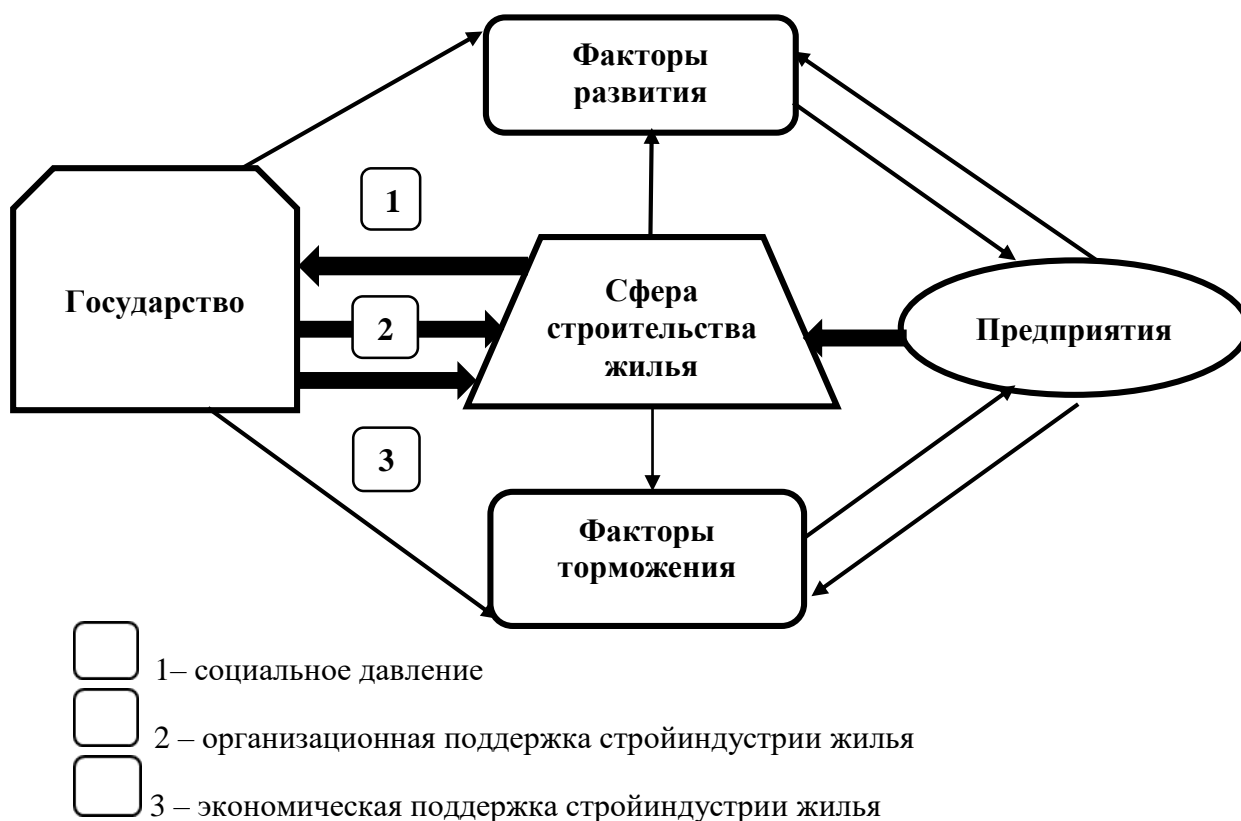 Факторы
развития
1
Государство
2
Сфера
строительства
жилья
Предприятия
3
Факторы
торможения
1– социальное давление
2 – организационная поддержка стройиндустрии жилья
3 – экономическая поддержка стройиндустрии жилья